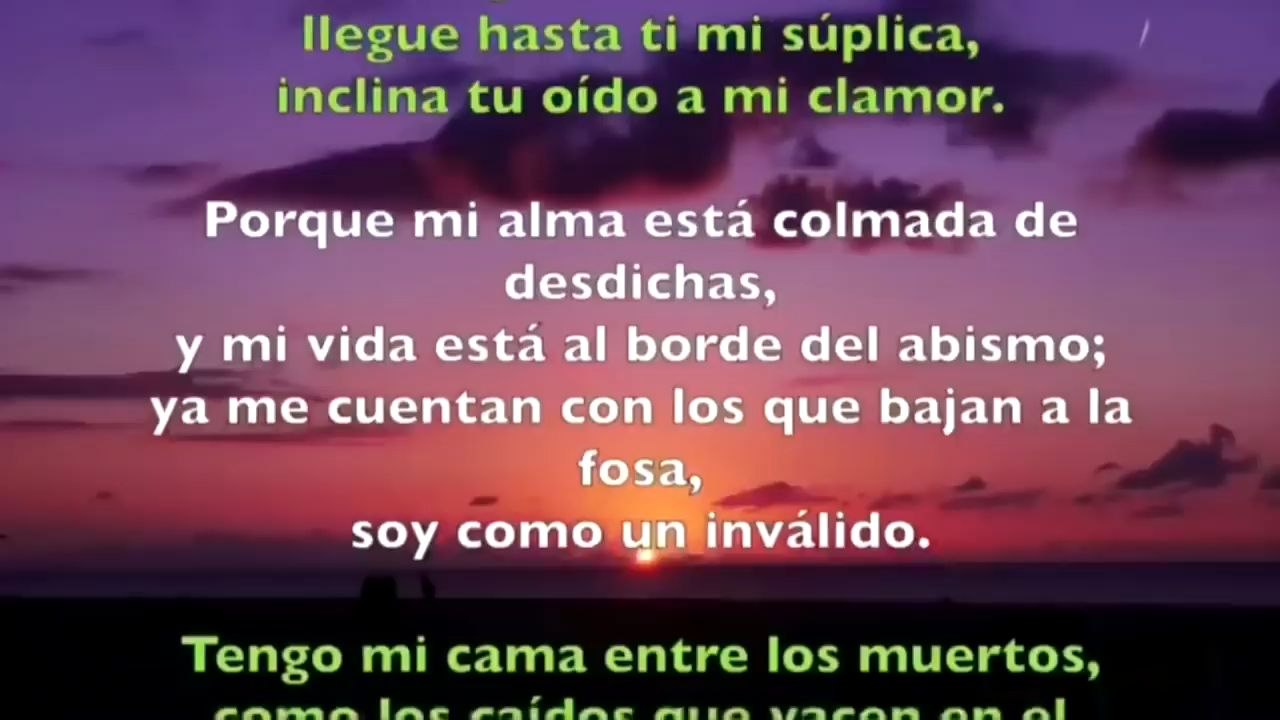 llegue hasta ti mi súplica,
inclina tu oído a mi clamor.
Porque mi alma está colmada de
desdichas,
y mi vida está al borde del abismo;
ya me cuentan con los que bajan a la
fosa,
soy como un inválido.
Tengo mi cama entre los muertos,
como los caídos que yacen en el